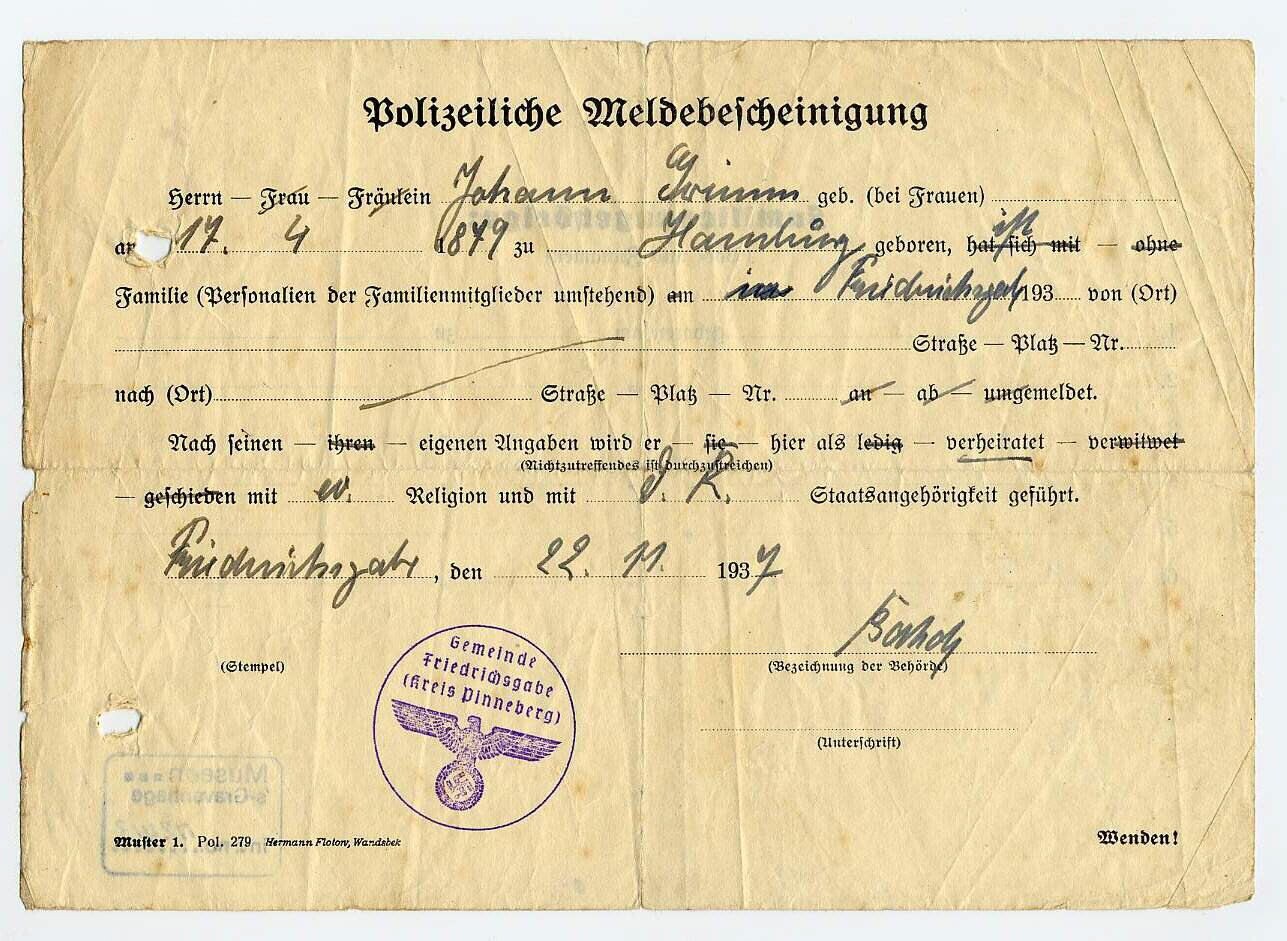 Polizeiliche Meldebescheinigung
Herrn — Frau — Fräulein Johann Grimm geb. (bei Frauen)
17. 4 1879 zu Hamburg geboren, hat sich mit — ohne
ist
Familie (Personalien der Familienmitglieder umstehend) am in Friedrichsgabe 193 von (Ort)
Straße — Platz — Nr.
nach (Ort) Straße — Platz — Nr. an — ab — umgemeldet.
Nach seinen — ihren — eigenen Angaben wird er — sie — hier als ledig — verheiratet — verwitwet
(Nichtzutreffendes ist durchzustreichen)
— geschieden mit ev. Religion und mit D. R. Staatsangehörigkeit geführt.
Friedrichsgabe, den 22. 11. 1937
(Stempel)
Gemeinde
Friedrichsgabe
(Kreis Pinneberg)
(Bezeichnung der Behörde)
(Unterschrift)
Museon
's-Gravenhage
Muster 1. Pol. 279 Hermann Flotow, Wandsbek
Wenden!